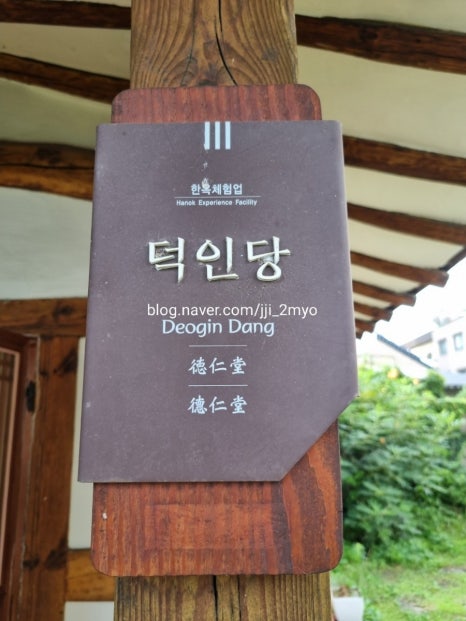 한옥체험업
Hanok Experience Facility
덕인당
blog.naver.com/jji_2myo
Deogin Dang
徳仁堂
德仁堂